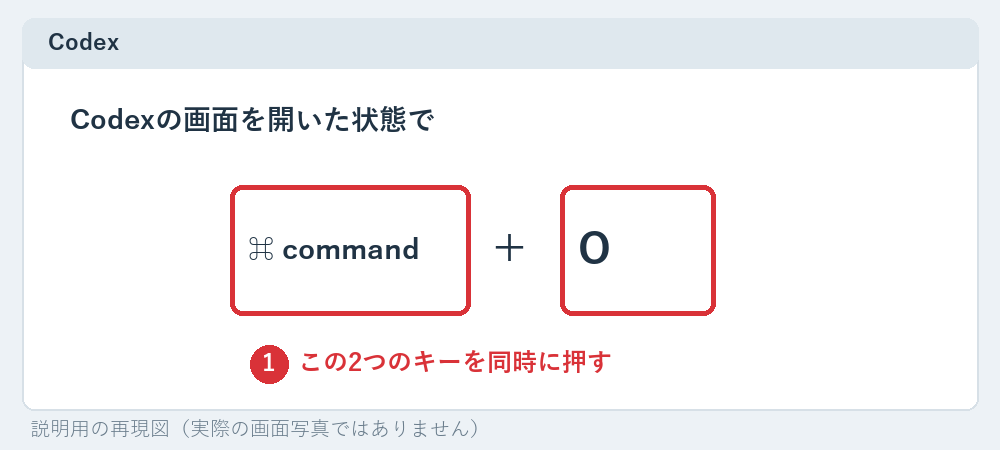 Codex
Codexの画面を開いた状態で
⌘ command + O
1 この2つのキーを同時に押す
説明用の再現図（実際の画面写真ではありません）